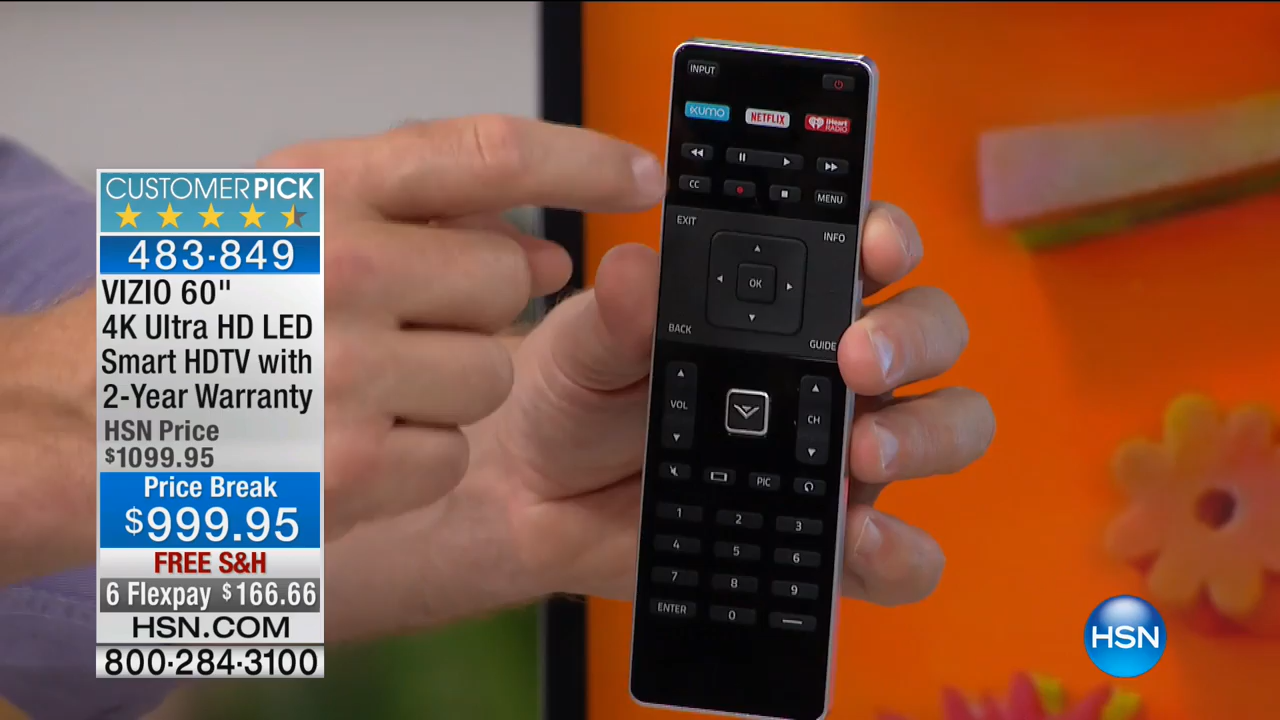 CUSTOMER PICK
483-849
VIZIO 60"
4K Ultra HD LED
Smart HDTV with
2-Year Warranty
HSN Price
$1099.95
Price Break
$999.95
FREE S&H
6 Flexpay $166.66
HSN.COM
800-284-3100
INPUT
XUMO NETFLIX iHeart RADIO
CC MENU
EXIT INFO
OK
BACK GUIDE
VOL CH
PIC
1 2 3
4 5 6
7 8 9
ENTER 0
HSN